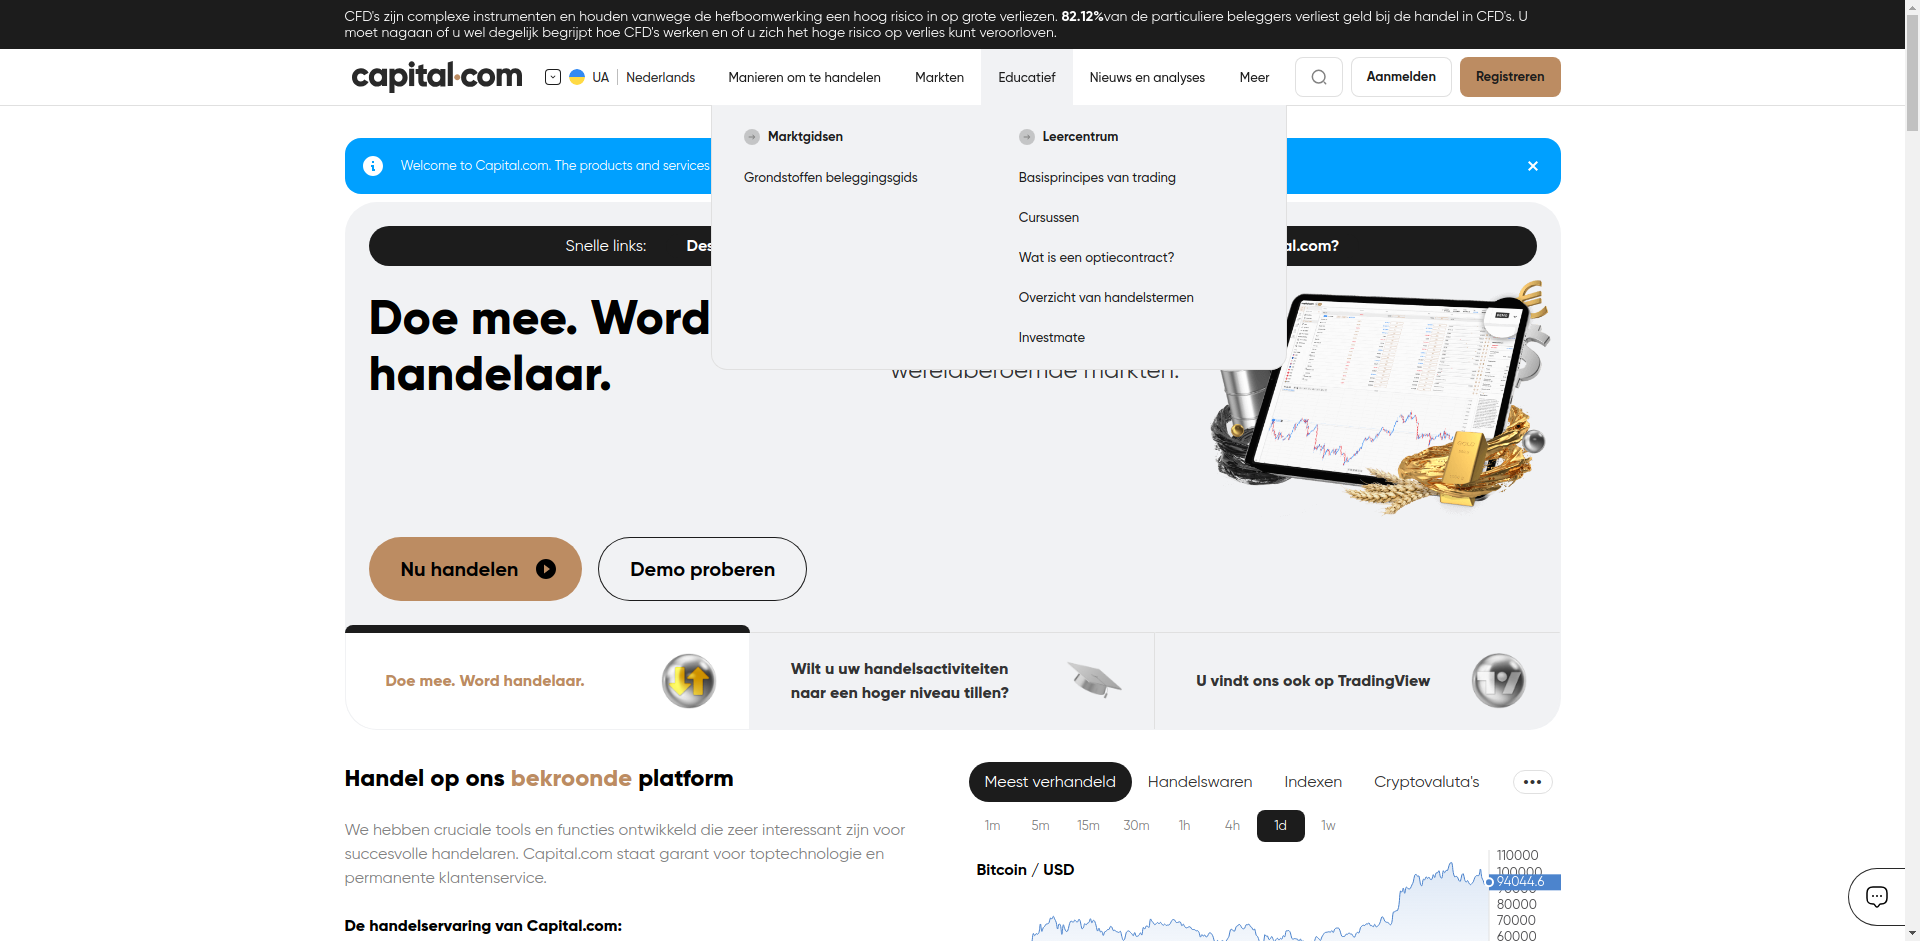 CFD's zijn complexe instrumenten en houden vanwege de hefboomwerking een hoog risico in op grote verliezen. 82.12%van de particuliere beleggers verliest geld bij de handel in CFD's. U
moet nagaan of u wel degelijk begrijpt hoe CFD's werken en of u zich het hoge risico op verlies kunt veroorloven.
capital.com
UA
Nederlands
Manieren om te handelen
Markten
Educatief
Nieuws en analyses
Meer
Aanmelden
Registreren
Marktgidsen
Grondstoffen beleggingsgids
Leercentrum
Basisprincipes van trading
Cursussen
Wat is een optiecontract?
Overzicht van handelstermen
Investmate
Welcome to Capital.com. The products and services
Snelle links:
Des
al.com?
Doe mee. Word
handelaar.
wereldberoemde markten.
Nu handelen
Demo proberen
Doe mee. Word handelaar.
Wilt u uw handelsactiviteiten
naar een hoger niveau tillen?
U vindt ons ook op TradingView
Handel op ons bekroonde platform
We hebben cruciale tools en functies ontwikkeld die zeer interessant zijn voor
succesvolle handelaren. Capital.com staat garant voor toptechnologie en
permanente klantenservice.
De handelservaring van Capital.com:
Meest verhandeld
Handelswaren
Indexen
Cryptovaluta's
1m
5m
15m
30m
1h
4h
1d
1w
Bitcoin / USD
110000
100000
94044.6
90000
80000
70000
60000